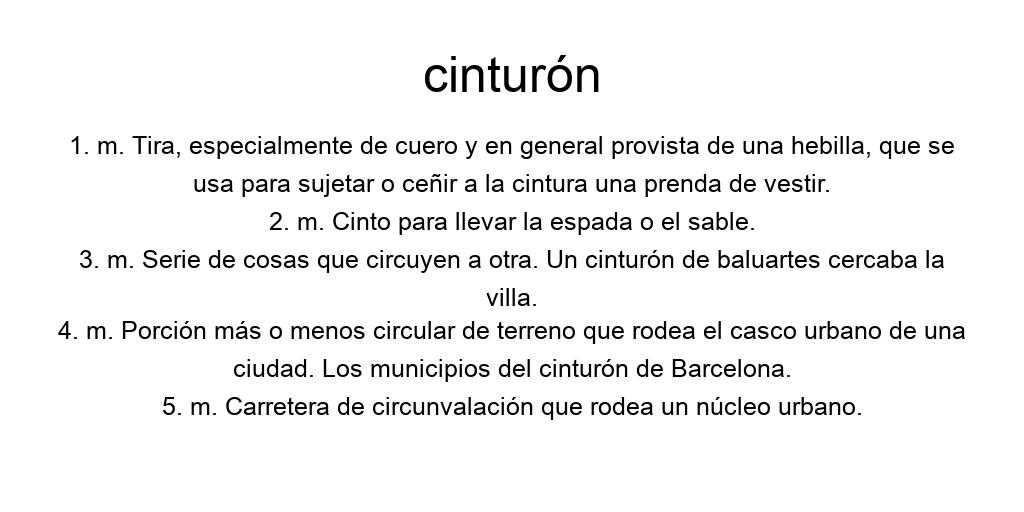 cinturón
1. m. Tira, especialmente de cuero y en general provista de una hebilla, que se
usa para sujetar o ceñir a la cintura una prenda de vestir.
2. m. Cinto para llevar la espada o el sable.
3. m. Serie de cosas que circuyen a otra. Un cinturón de baluartes cercaba la
villa.
4. m. Porción más o menos circular de terreno que rodea el casco urbano de una
ciudad. Los municipios del cinturón de Barcelona.
5. m. Carretera de circunvalación que rodea un núcleo urbano.